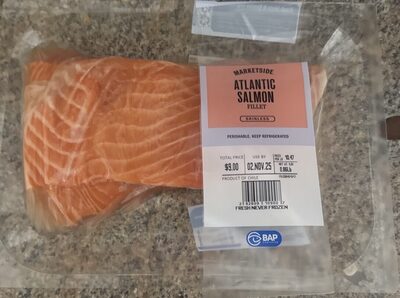 MARKETSIDE
ATLANTIC
SALMON
FILLET
SKINLESS
PERISHABLE, KEEP REFRIGERATED
TOTAL PRICE
USE BY
$9.00
02.NOV.25
PRODUCT OF CHILE
FRESH NEVER FROZEN
BAP